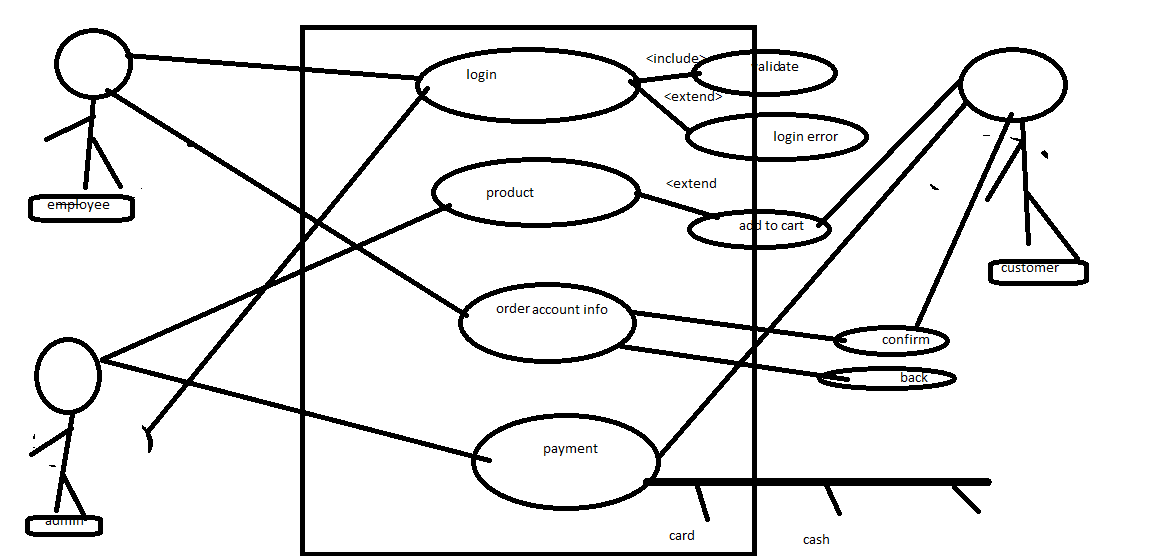 <include>
login
validate
<extend>
login error
<extend
product
employee
add to cart
customer
order account info
confirm
back
payment
admin
card
cash